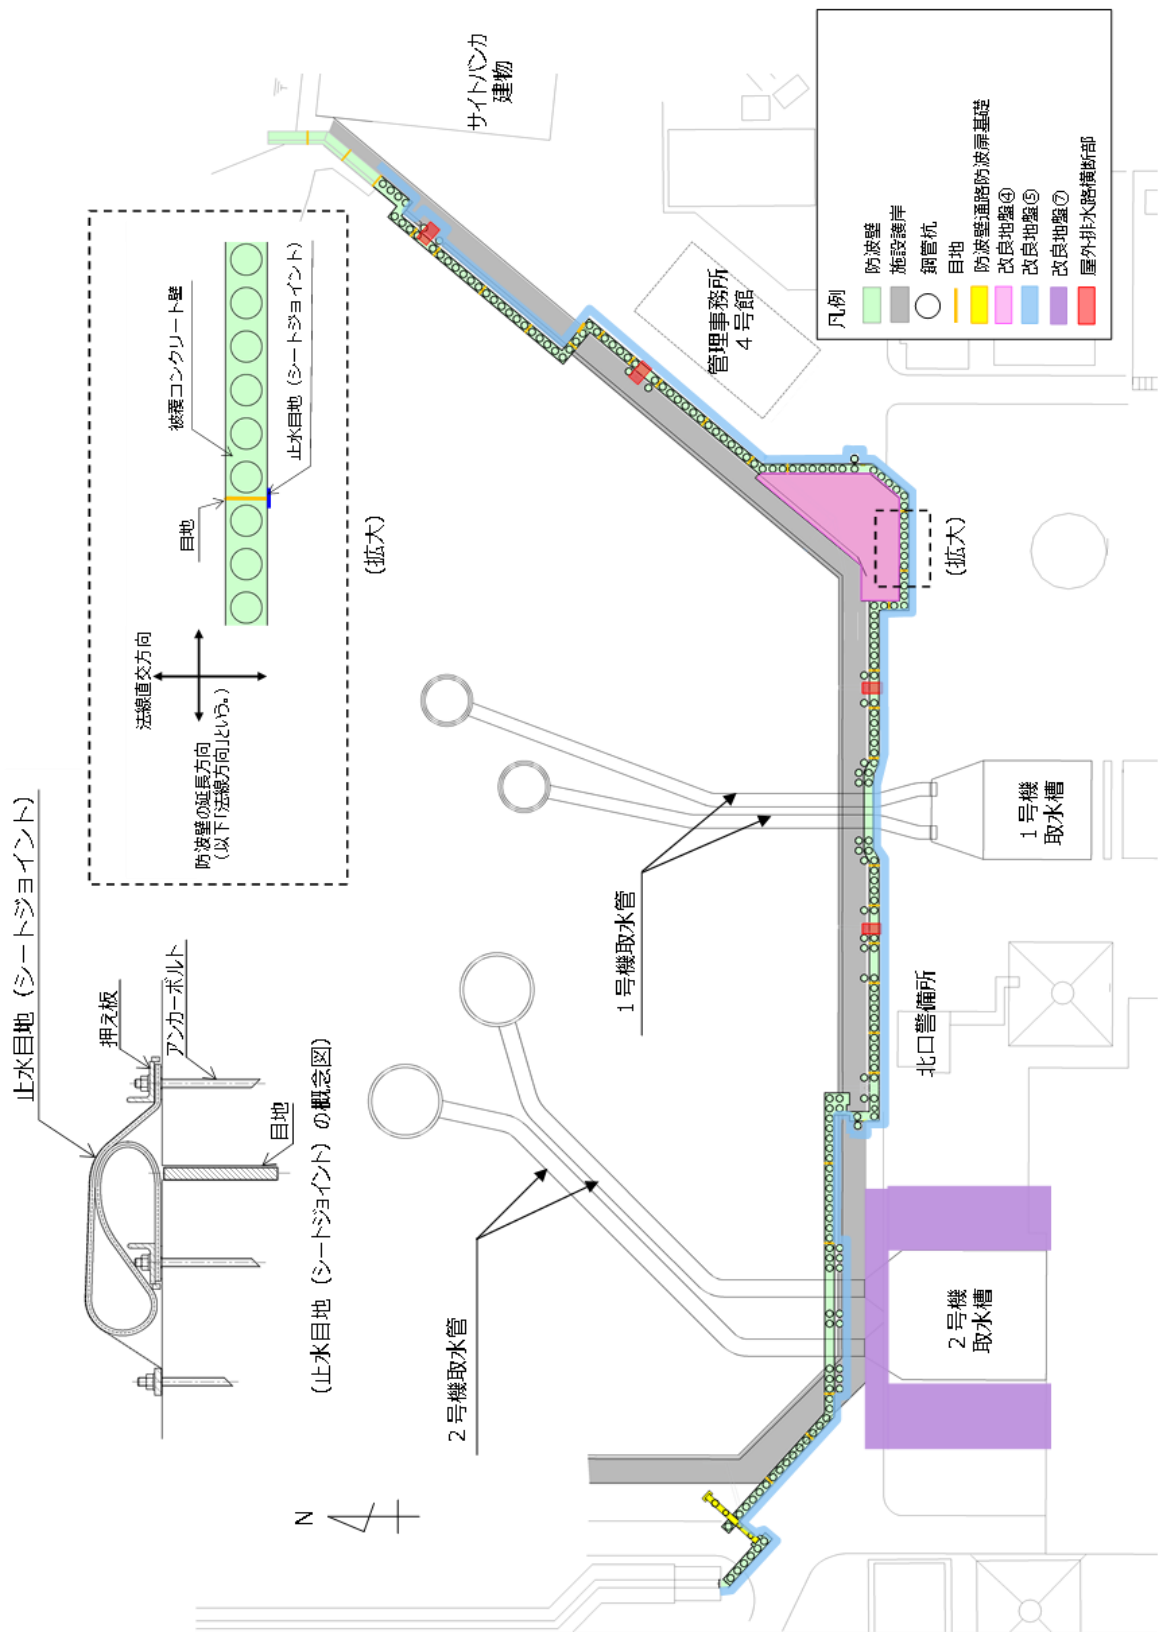 止水目地（シートジョイント）
押え板
アンカーボルト
目地
（止水目地（シートジョイント）の概念図）
法線直交方向
防波壁の延長方向
（以下「法線方向」という。）
目地
被覆コンクリート壁
止水目地（シートジョイント）
（拡大）
N
2号機取水管
1号機取水管
サイトバンカ
建物
管理事務所
4号館
（拡大）
1号機
取水槽
北口警備所
2号機
取水槽
凡例
防波壁
施設護岸
鋼管杭
目地
防波壁通路防波扉基礎
改良地盤④
改良地盤⑤
改良地盤⑦
屋外排水路横断部